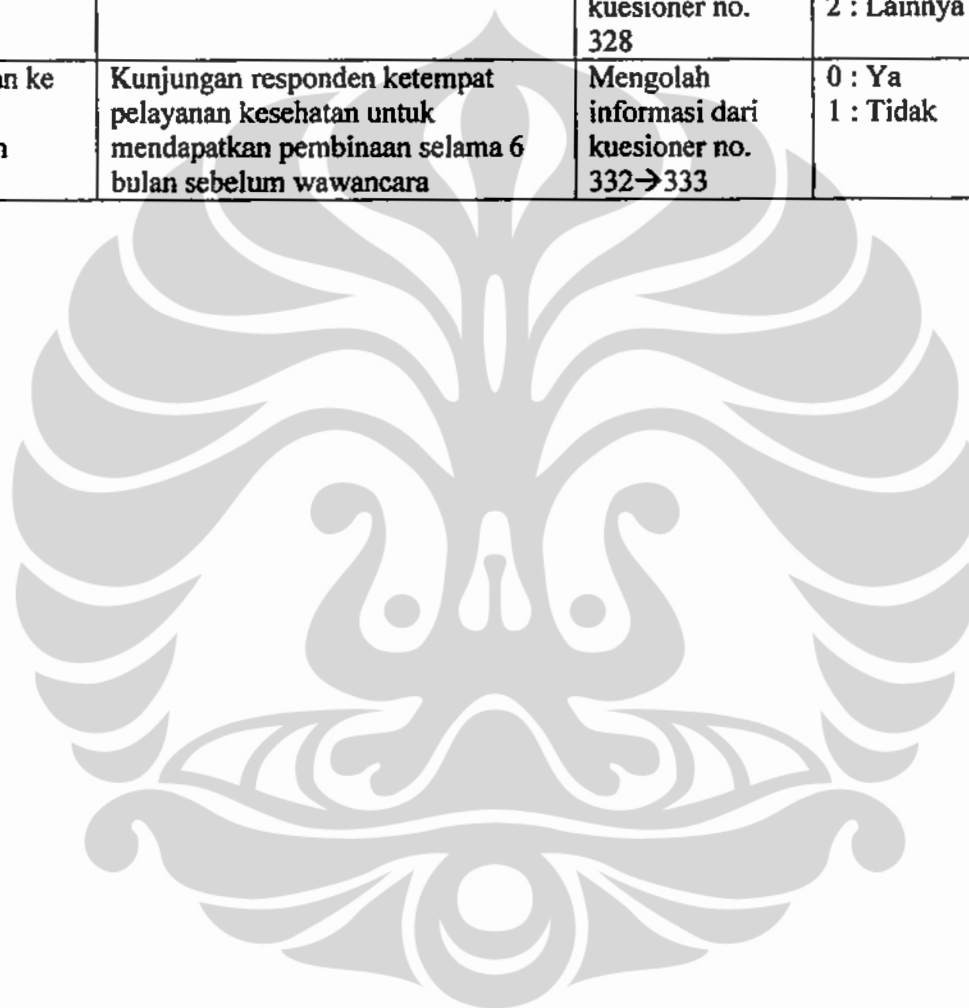 kuesioner no. 2 : Lainnya
328
an ke Kunjungan responden ketempat Mengolah 0 : Ya
pelayanan kesehatan untuk informasi dari 1 : Tidak
n mendapatkan pembinaan selama 6 kuesioner no.
bulan sebelum wawancara 332→333